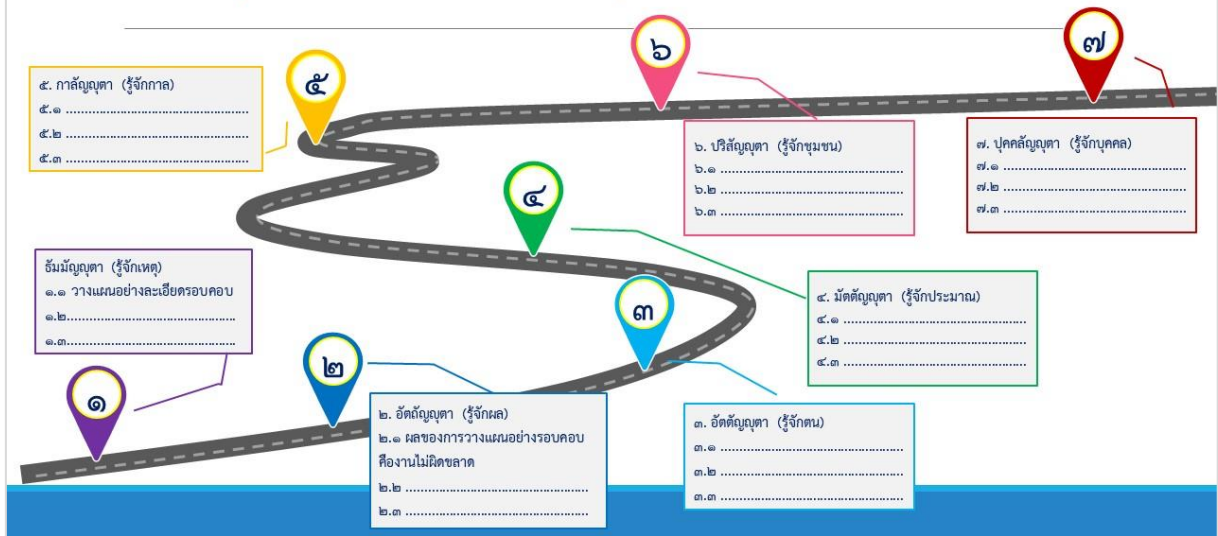 ๑
ธัมมัญญุตา (รู้จักเหตุ)
๑.๑ วางแผนอย่างละเอียดรอบคอบ
๑.๒..............................................
๑.๓..............................................
๒
๒. อัตถัญญุตา (รู้จักผล)
๒.๑ ผลของการวางแผนอย่างรอบคอบ
คืองานไม่ผิดขลาด
๒.๒ ..................................................
๒.๓ ..................................................
๓
๓. อัตตัญญุตา (รู้จักตน)
๓.๑ ..................................................
๓.๒ ..................................................
๓.๓ ..................................................
๔
๔. มัตตัญญุตา (รู้จักประมาณ)
๔.๑ ..................................................
๔.๒ ..................................................
๔.๓ ..................................................
๕
๕. กาลัญญุตา (รู้จักกาล)
๕.๑ ..................................................
๕.๒ ..................................................
๕.๓ ..................................................
๖
๖. ปริสัญญุตา (รู้จักชุมชน)
๖.๑ ..................................................
๖.๒ ..................................................
๖.๓ ..................................................
๗
๗. ปุคคลัญญุตา (รู้จักบุคคล)
๗.๑ ..................................................
๗.๒ ..................................................
๗.๓ ..................................................